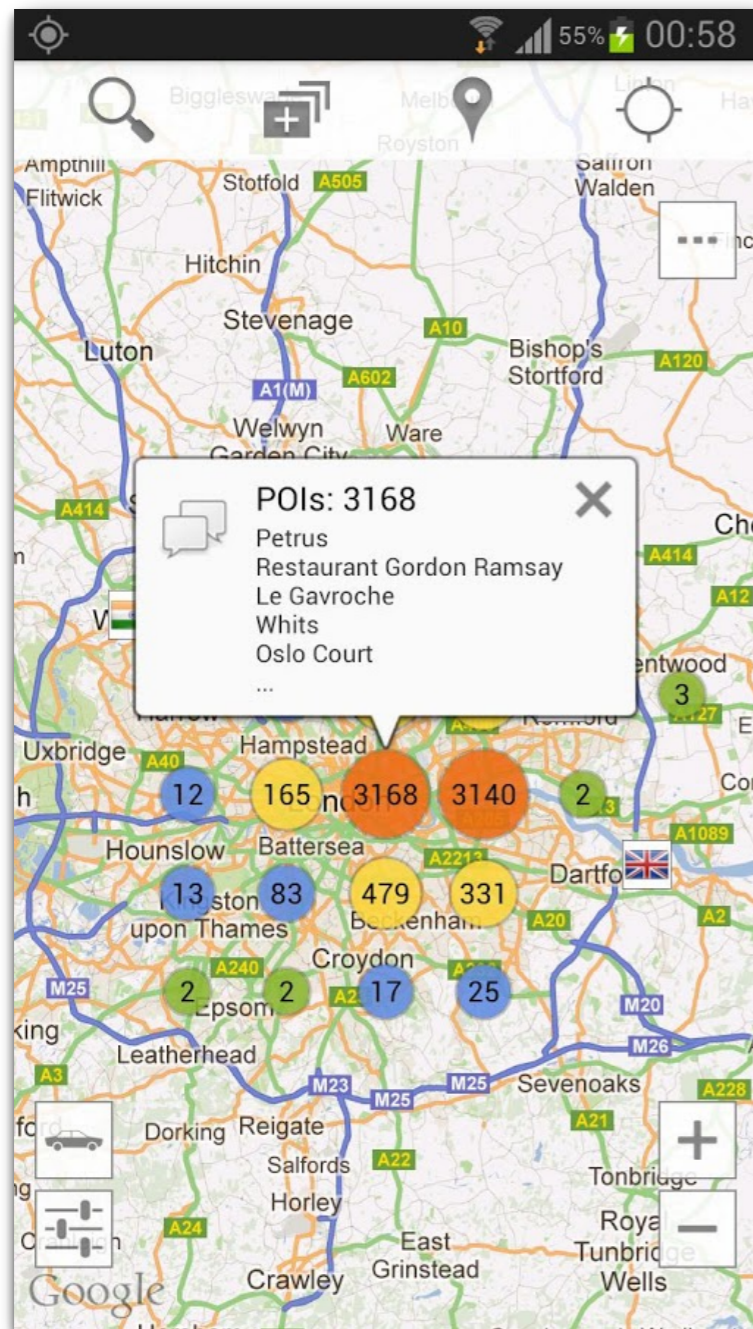 55% 00:58
Biggleswade
Royston
Ampthill
Saffron
Walden
Flitwick
Stotfold A505
Hitchin
Stevenage
A10
Luton
Bishop's
Stortford
A120
A602
A1(M)
Welwyn
Garden City
Ware
POIs: 3168
A414
Petrus
Restaurant Gordon Ramsay
A414
Le Gavroche
A12
Whits
Oslo Court
...
3
Uxbridge
A40
Hampstead
12
165
3168
3140
2
A1089
Hounslow
Battersea
A2213
13
83
479
331
upon Thames
Beckenham
A20
A2
Croydon
A240
M25
2
2
17
25
Epsom
M20
Leatherhead
M26
A3
M23
M25
M25
Sevenoaks
A228
Dorking
Reigate
A21
Salfords
A22
Tonbridge
Horley
A24
East
Grinstead
Royal
Tunbridge
Wells
Google
Crawley